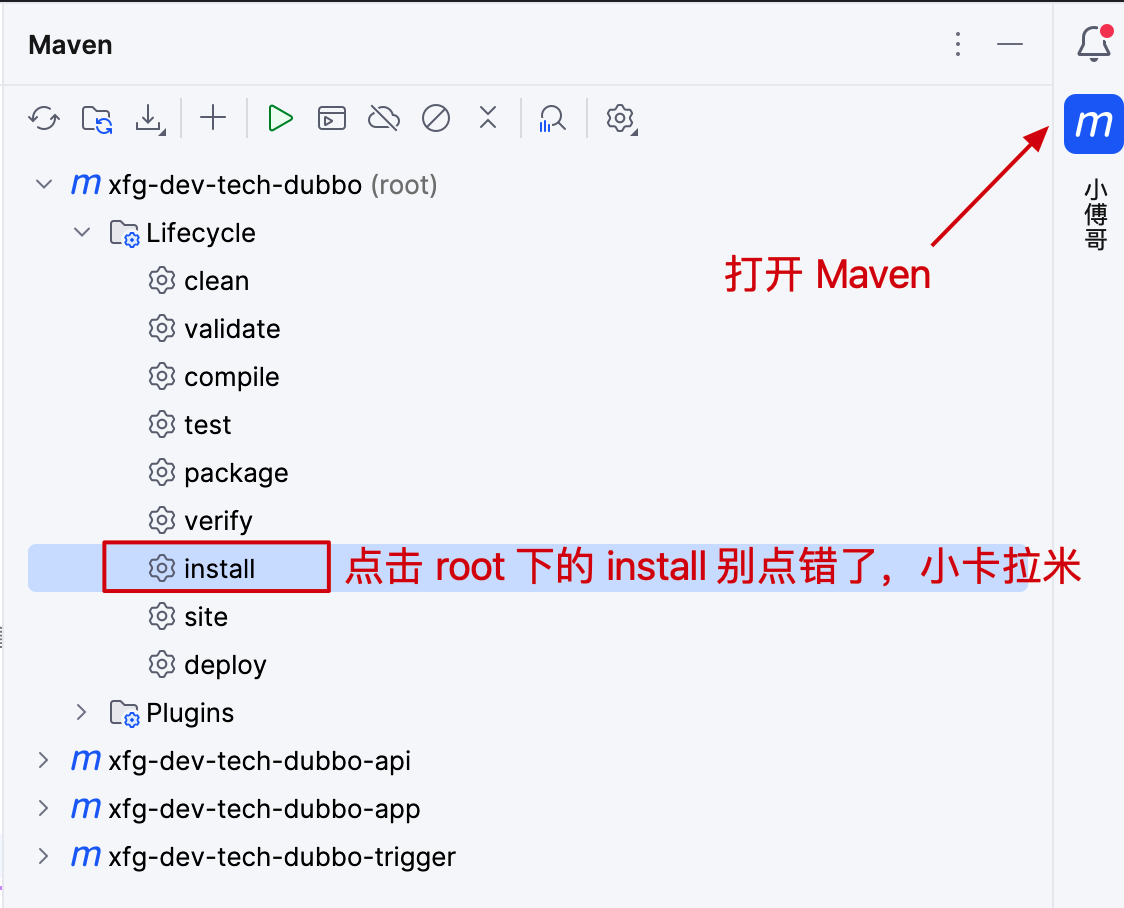 Maven
m
小傅哥
打开 Maven
m xfg-dev-tech-dubbo (root)
Lifecycle
clean
validate
compile
test
package
verify
install 点击 root 下的 install 别点错了，小卡拉米
site
deploy
Plugins
m xfg-dev-tech-dubbo-api
m xfg-dev-tech-dubbo-app
m xfg-dev-tech-dubbo-trigger